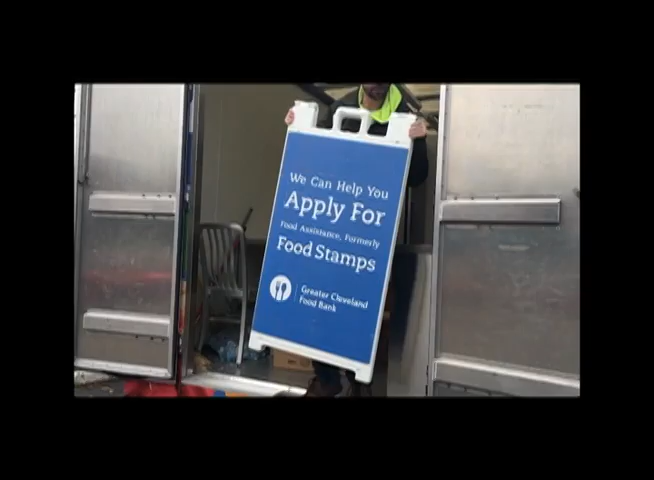 We Can Help You
Apply For
Food Assistance, Formerly
Food Stamps
Greater Cleveland
Food Bank